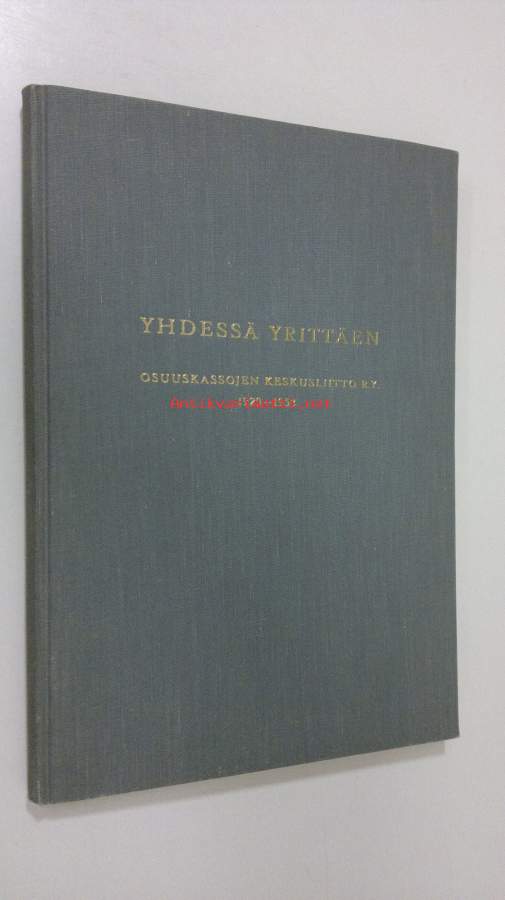 YHDESSÄ YRITTÄEN
OSUUSKASSOJEN KESKUSLIITTO R.Y.